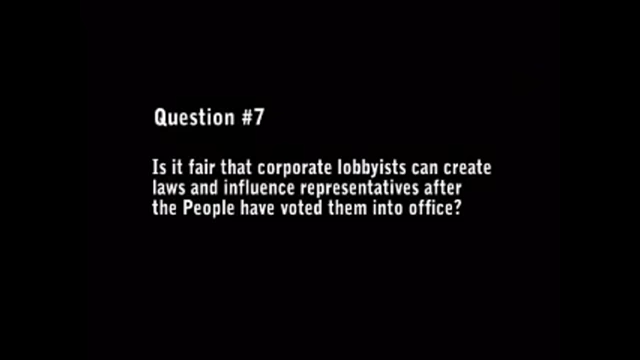 Question #7
Is it fair that corporate lobbyists can create
laws and influence representatives after
the People have voted them into office?